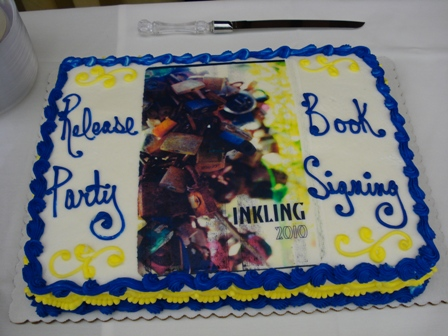 Release
Party
Book
Signing
INKLING
2010